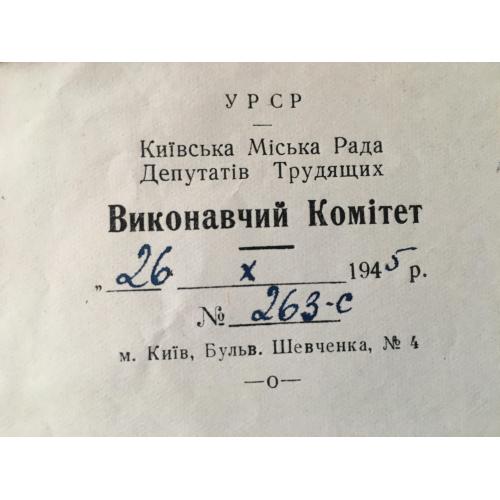 УРСР
Київська Міська Рада
Депутатів Трудящих
Виконавчий Комітет
„ 26 x 1945 р.
№ 263-с
м. Київ, Бульв. Шевченка, № 4
—о—